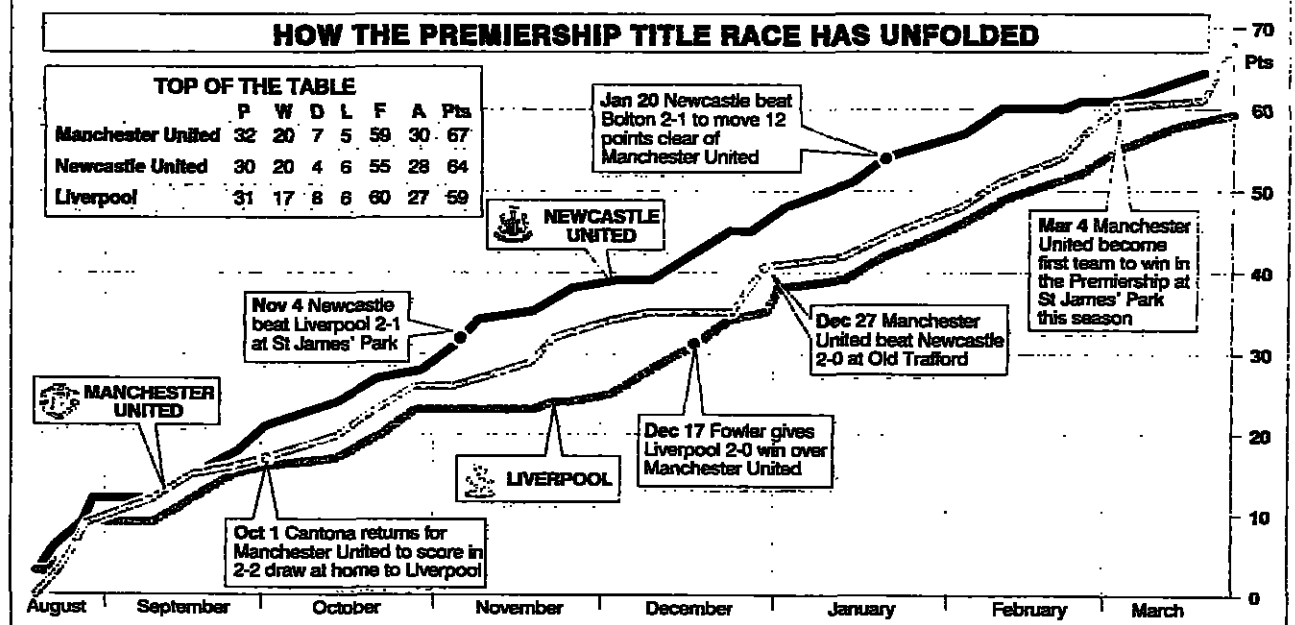 HOW THE PREMIERSHIP TITLE RACE HAS UNFOLDED
TOP OF THE TABLE
P W D L F A Pts
Manchester United 32 20 7 5 59 30 67
Newcastle United 30 20 4 6 55 28 64
Liverpool 31 17 8 6 60 27 59
Jan 20 Newcastle beat
Bolton 2-1 to move 12
points clear of
Manchester United
NEWCASTLE
UNITED
Nov 4 Newcastle
beat Liverpool 2-1
at St James' Park
MANCHESTER
UNITED
Mar 4 Manchester
United become
first team to win in
the Premiership at
St James' Park
this season
Dec 27 Manchester
United beat Newcastle
2-0 at Old Trafford
Dec 17 Fowler gives
Liverpool 2-0 win over
Manchester United
LIVERPOOL
Oct 1 Cantona returns for
Manchester United to score in
2-2 draw at home to Liverpool
70
Pts
60
50
40
30
20
10
0
August September October November December January February March